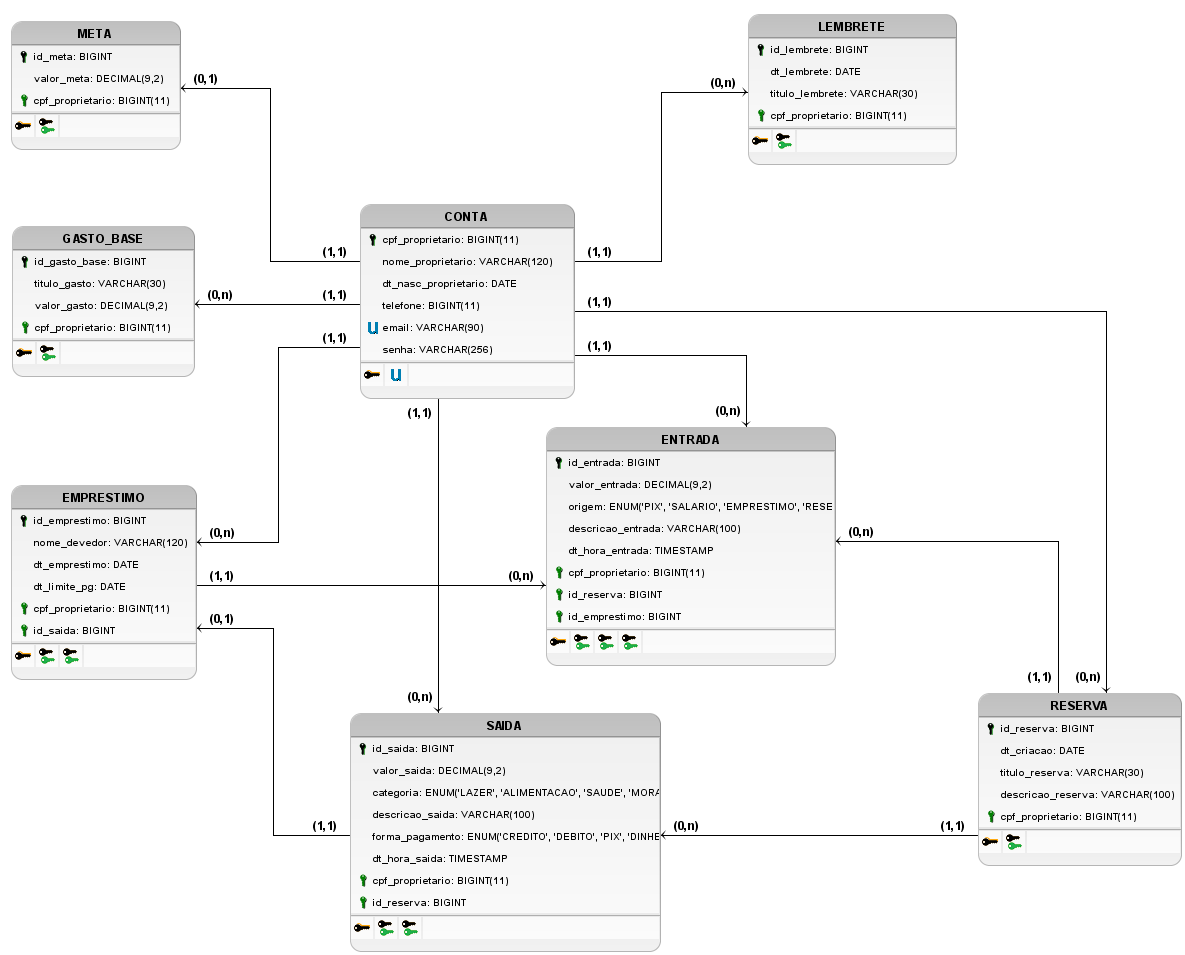 META
id_meta: BIGINT
valor_meta: DECIMAL(9,2)
cpf_proprietario: BIGINT(11)
(0,1)
LEMBRETE
id_lembrete: BIGINT
dt_lembrete: DATE
titulo_lembrete: VARCHAR(30)
cpf_proprietario: BIGINT(11)
(0,n)
GASTO_BASE
id_gasto_base: BIGINT
titulo_gasto: VARCHAR(30)
valor_gasto: DECIMAL(9,2)
cpf_proprietario: BIGINT(11)
(0,n)
CONTA
cpf_proprietario: BIGINT(11)
nome_proprietario: VARCHAR(120)
dt_nasc_proprietario: DATE
telefone: BIGINT(11)
u email: VARCHAR(90)
senha: VARCHAR(256)
u
(1,1)
(1,1)
(1,1)
(1,1)
(1,1)
(1,1)
(1,1)
(0,n)
ENTRADA
id_entrada: BIGINT
valor_entrada: DECIMAL(9,2)
origem: ENUM('PIX', 'SALARIO', 'EMPRESTIMO', 'RESE
descricao_entrada: VARCHAR(100)
dt_hora_entrada: TIMESTAMP
cpf_proprietario: BIGINT(11)
id_reserva: BIGINT
id_emprestimo: BIGINT
(0,n)
EMPRESTIMO
id_emprestimo: BIGINT
nome_devedor: VARCHAR(120)
dt_emprestimo: DATE
dt_limite_pg: DATE
cpf_proprietario: BIGINT(11)
id_saida: BIGINT
(0,n)
(1,1)
(0,n)
(0,1)
(1,1)
(0,n)
(0,n)
SAIDA
id_saida: BIGINT
valor_saida: DECIMAL(9,2)
categoria: ENUM('LAZER', 'ALIMENTACAO', 'SAUDE', 'MORA
descricao_saida: VARCHAR(100)
forma_pagamento: ENUM('CREDITO', 'DEBITO', 'PIX', 'DINHE
dt_hora_saida: TIMESTAMP
cpf_proprietario: BIGINT(11)
id_reserva: BIGINT
(1,1)
(0,n)
(1,1)
RESERVA
id_reserva: BIGINT
dt_criacao: DATE
titulo_reserva: VARCHAR(30)
descricao_reserva: VARCHAR(100)
cpf_proprietario: BIGINT(11)